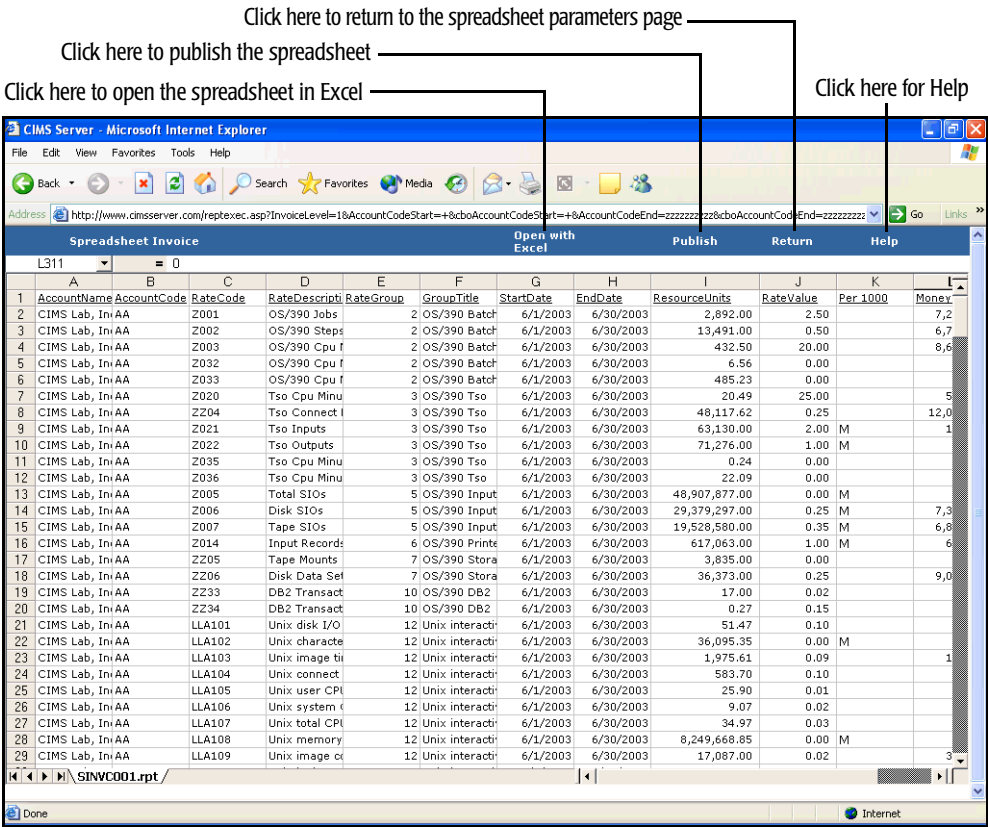 Click here to return to the spreadsheet parameters page
Click here to publish the spreadsheet
Click here to open the spreadsheet in Excel
Click here for Help
CIMS Server - Microsoft Internet Explorer
File Edit View Favorites Tools Help
Back Search Favorites Media
Address http://www.cimsserver.com/reptexec.asp?InvoiceLevel=1&AccountCodeStart=+&cboAccountCodeStart=+&AccountCodeEnd=zzzzzzzzzz&cboAccountCodeEnd=zzzzzzzzz Go Links »
Spreadsheet Invoice Open with Excel Publish Return Help
L311 = 0
A B C D E F G H I J K L
1 AccountName AccountCode RateCode RateDescripti RateGroup GroupTitle StartDate EndDate ResourceUnits RateValue Per 1000 Money
2 CIMS Lab, In AA Z001 OS/390 Jobs 2 OS/390 Batch 6/1/2003 6/30/2003 2,892.00 2.50 7,2
3 CIMS Lab, In AA Z002 OS/390 Steps 2 OS/390 Batch 6/1/2003 6/30/2003 13,491.00 0.50 6,7
4 CIMS Lab, In AA Z003 OS/390 Cpu M 2 OS/390 Batch 6/1/2003 6/30/2003 432.50 20.00 8,6
5 CIMS Lab, In AA Z032 OS/390 Cpu M 2 OS/390 Batch 6/1/2003 6/30/2003 6.56 0.00
6 CIMS Lab, In AA Z033 OS/390 Cpu M 2 OS/390 Batch 6/1/2003 6/30/2003 485.23 0.00
7 CIMS Lab, In AA Z020 Tso Cpu Minu 3 OS/390 Tso 6/1/2003 6/30/2003 20.49 25.00 5
8 CIMS Lab, In AA ZZ04 Tso Connect 3 OS/390 Tso 6/1/2003 6/30/2003 48,117.62 0.25 12,0
9 CIMS Lab, In AA Z021 Tso Inputs 3 OS/390 Tso 6/1/2003 6/30/2003 63,130.00 2.00 M 1
10 CIMS Lab, In AA Z022 Tso Outputs 3 OS/390 Tso 6/1/2003 6/30/2003 71,276.00 1.00 M
11 CIMS Lab, In AA Z035 Tso Cpu Minu 3 OS/390 Tso 6/1/2003 6/30/2003 0.24 0.00
12 CIMS Lab, In AA Z036 Tso Cpu Minu 3 OS/390 Tso 6/1/2003 6/30/2003 22.09 0.00
13 CIMS Lab, In AA Z005 Total SIOs 5 OS/390 Input 6/1/2003 6/30/2003 48,907,877.00 0.00 M
14 CIMS Lab, In AA Z006 Disk SIOs 5 OS/390 Input 6/1/2003 6/30/2003 29,379,297.00 0.25 M 7,3
15 CIMS Lab, In AA Z007 Tape SIOs 5 OS/390 Input 6/1/2003 6/30/2003 19,528,580.00 0.35 M 6,8
16 CIMS Lab, In AA Z014 Input Records 6 OS/390 Printe 6/1/2003 6/30/2003 617,063.00 1.00 M 6
17 CIMS Lab, In AA ZZ05 Tape Mounts 7 OS/390 Stora 6/1/2003 6/30/2003 3,835.00 0.00
18 CIMS Lab, In AA ZZ06 Disk Data Set 7 OS/390 Stora 6/1/2003 6/30/2003 36,373.00 0.25 9,0
19 CIMS Lab, In AA ZZ33 DB2 Transact 10 OS/390 DB2 6/1/2003 6/30/2003 17.00 0.02
20 CIMS Lab, In AA ZZ34 DB2 Transact 10 OS/390 DB2 6/1/2003 6/30/2003 0.27 0.15
21 CIMS Lab, In AA LLA101 Unix disk I/O 12 Unix interacti 6/1/2003 6/30/2003 51.47 0.10
22 CIMS Lab, In AA LLA102 Unix characte 12 Unix interacti 6/1/2003 6/30/2003 36,095.35 0.00 M
23 CIMS Lab, In AA LLA103 Unix image ti 12 Unix interacti 6/1/2003 6/30/2003 1,975.61 0.09 1
24 CIMS Lab, In AA LLA104 Unix connect 12 Unix interacti 6/1/2003 6/30/2003 583.70 0.10
25 CIMS Lab, In AA LLA105 Unix user CPU 12 Unix interacti 6/1/2003 6/30/2003 25.90 0.01
26 CIMS Lab, In AA LLA106 Unix system 12 Unix interacti 6/1/2003 6/30/2003 9.07 0.02
27 CIMS Lab, In AA LLA107 Unix total CPU 12 Unix interacti 6/1/2003 6/30/2003 34.97 0.03
28 CIMS Lab, In AA LLA108 Unix memory 12 Unix interacti 6/1/2003 6/30/2003 8,249,668.85 0.00 M
29 CIMS Lab, In AA LLA109 Unix image co 12 Unix interacti 6/1/2003 6/30/2003 17,087.00 0.02 3
SINVC001.rpt
Done Internet